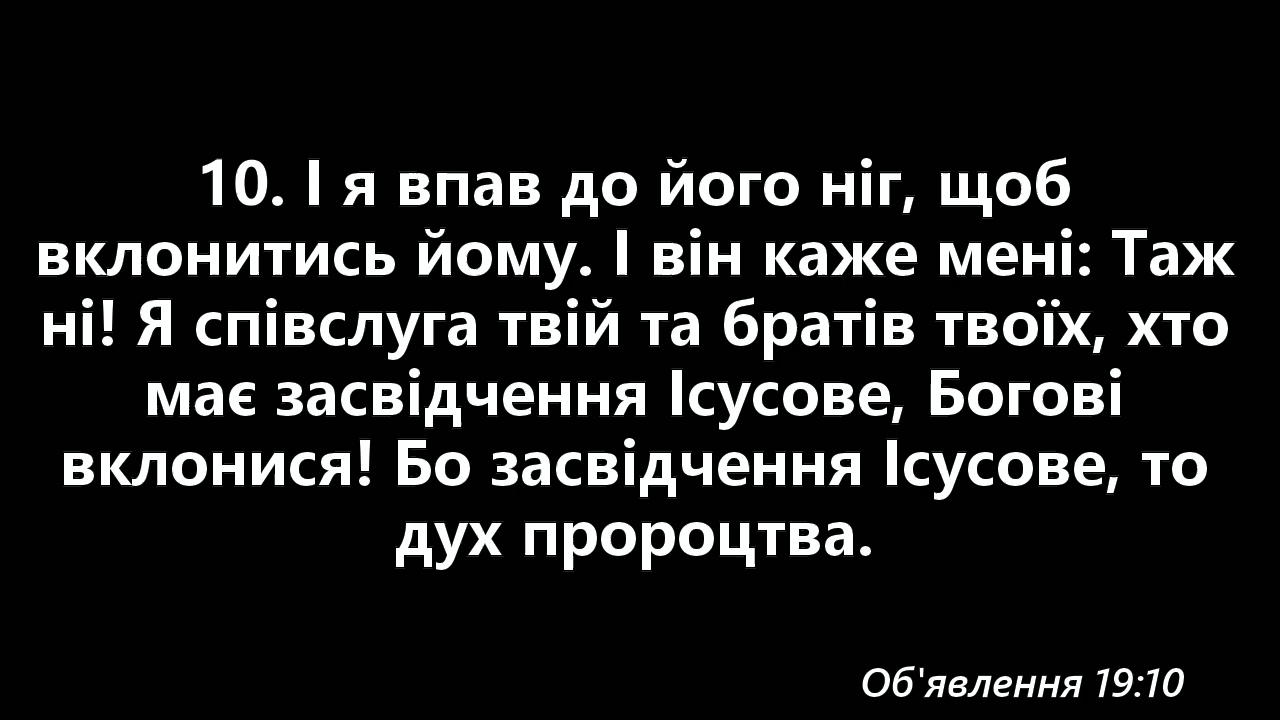 10. І я впав до його ніг, щоб
вклонитись йому. І він каже мені: Таж
ні! Я співслуга твій та братів твоїх, хто
має засвідчення Ісусове, Богові
вклонися! Бо засвідчення Ісусове, то
дух пророцтва.
Об'явлення 19:10